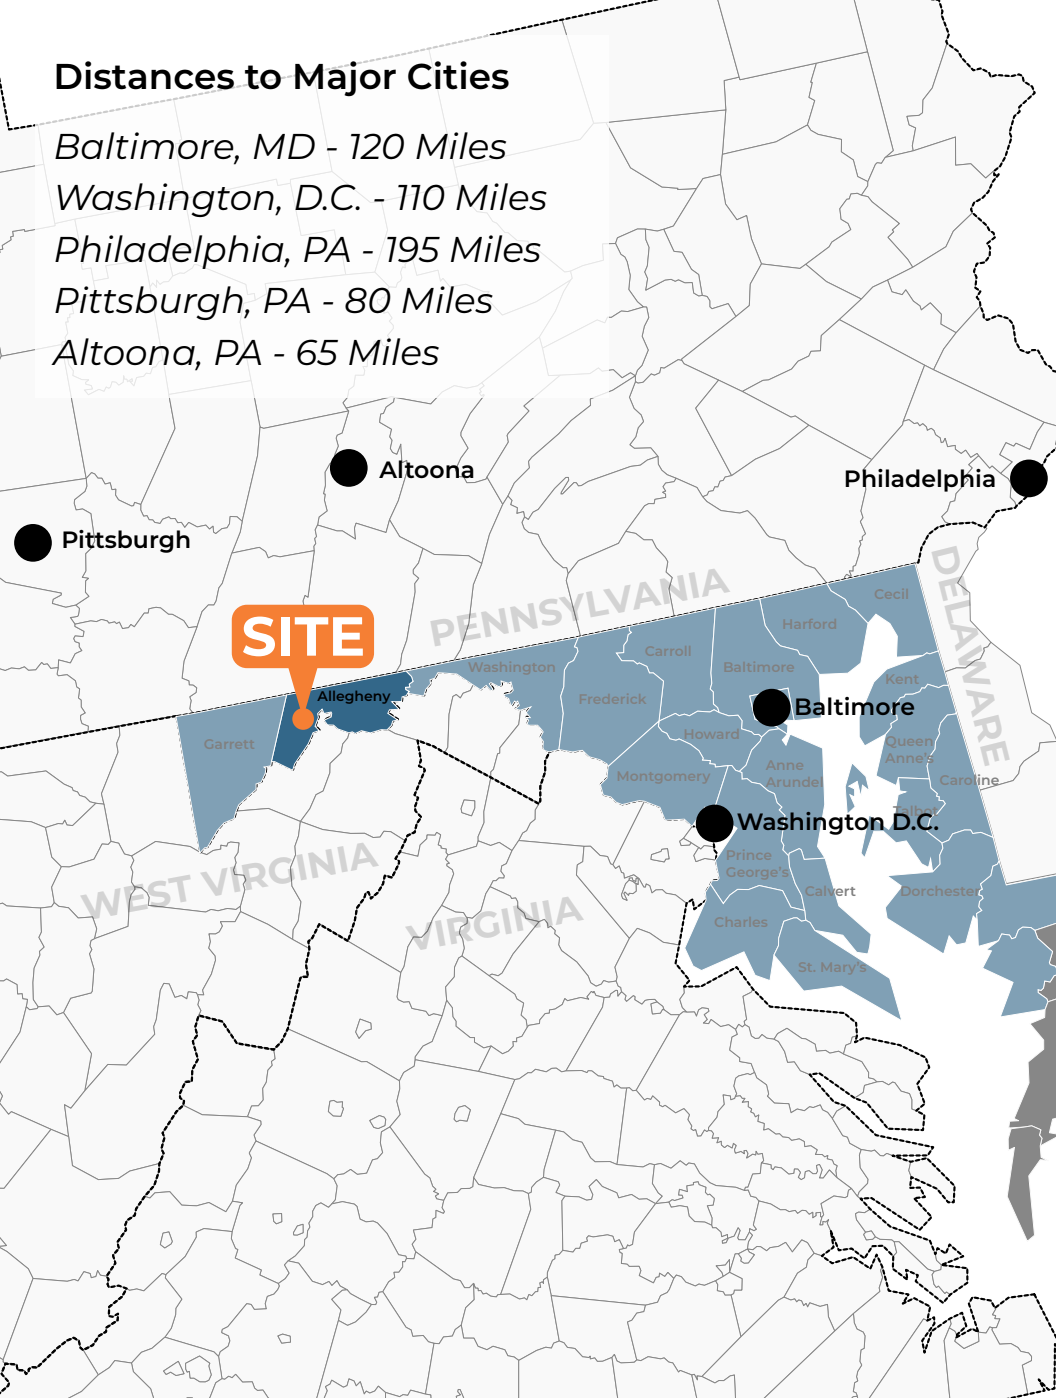 Distances to Major Cities
Baltimore, MD - 120 Miles
Washington, D.C. - 110 Miles
Philadelphia, PA - 195 Miles
Pittsburgh, PA - 80 Miles
Altoona, PA - 65 Miles
Altoona
Philadelphia
Pittsburgh
PENNSYLVANIA
DELAWARE
SITE
Cecil
Harford
Carroll
Washington
Baltimore
Kent
Allegheny
Frederick
Baltimore
Garrett
Howard
Queen
Anne's
Anne
Arundel
Montgomery
Caroline
Talbot
Washington D.C.
Prince
George's
WEST VIRGINIA
Calvert
Dorchester
VIRGINIA
Charles
St. Mary's